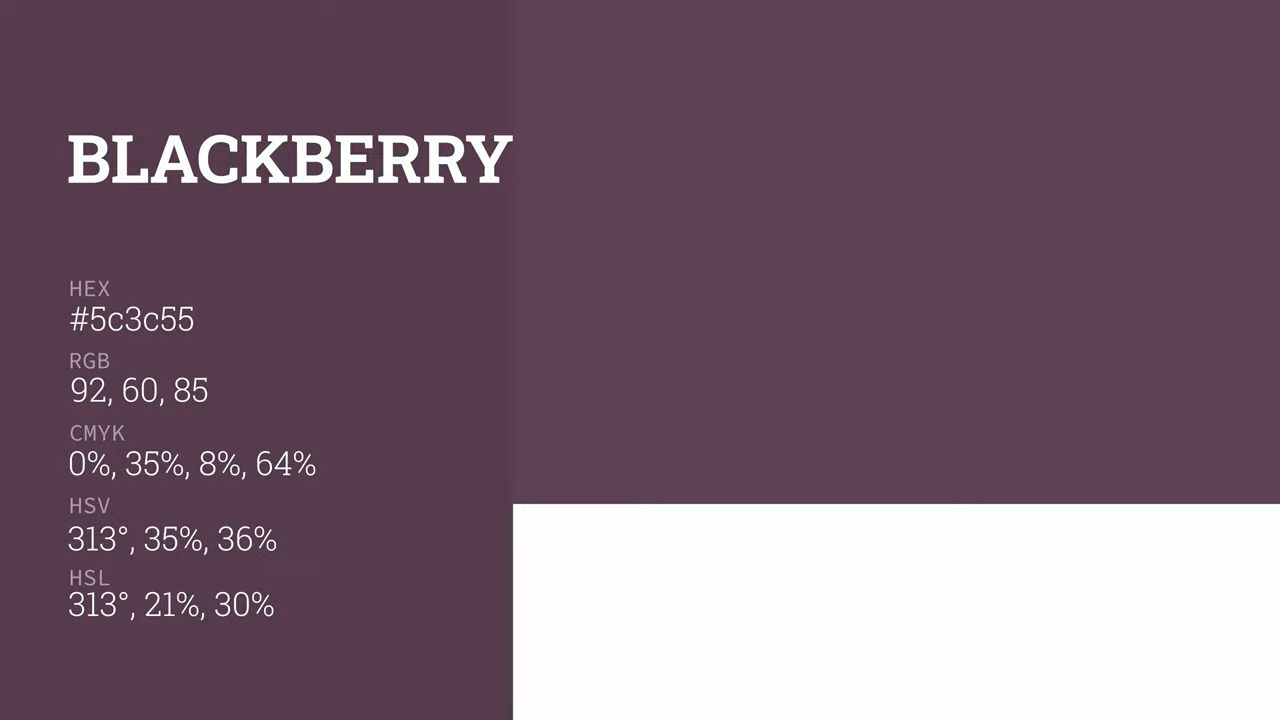 BLACKBERRY
HEX
#5c3c55
RGB
92, 60, 85
CMYK
0%, 35%, 8%, 64%
HSV
313°, 35%, 36%
HSL
313°, 21%, 30%